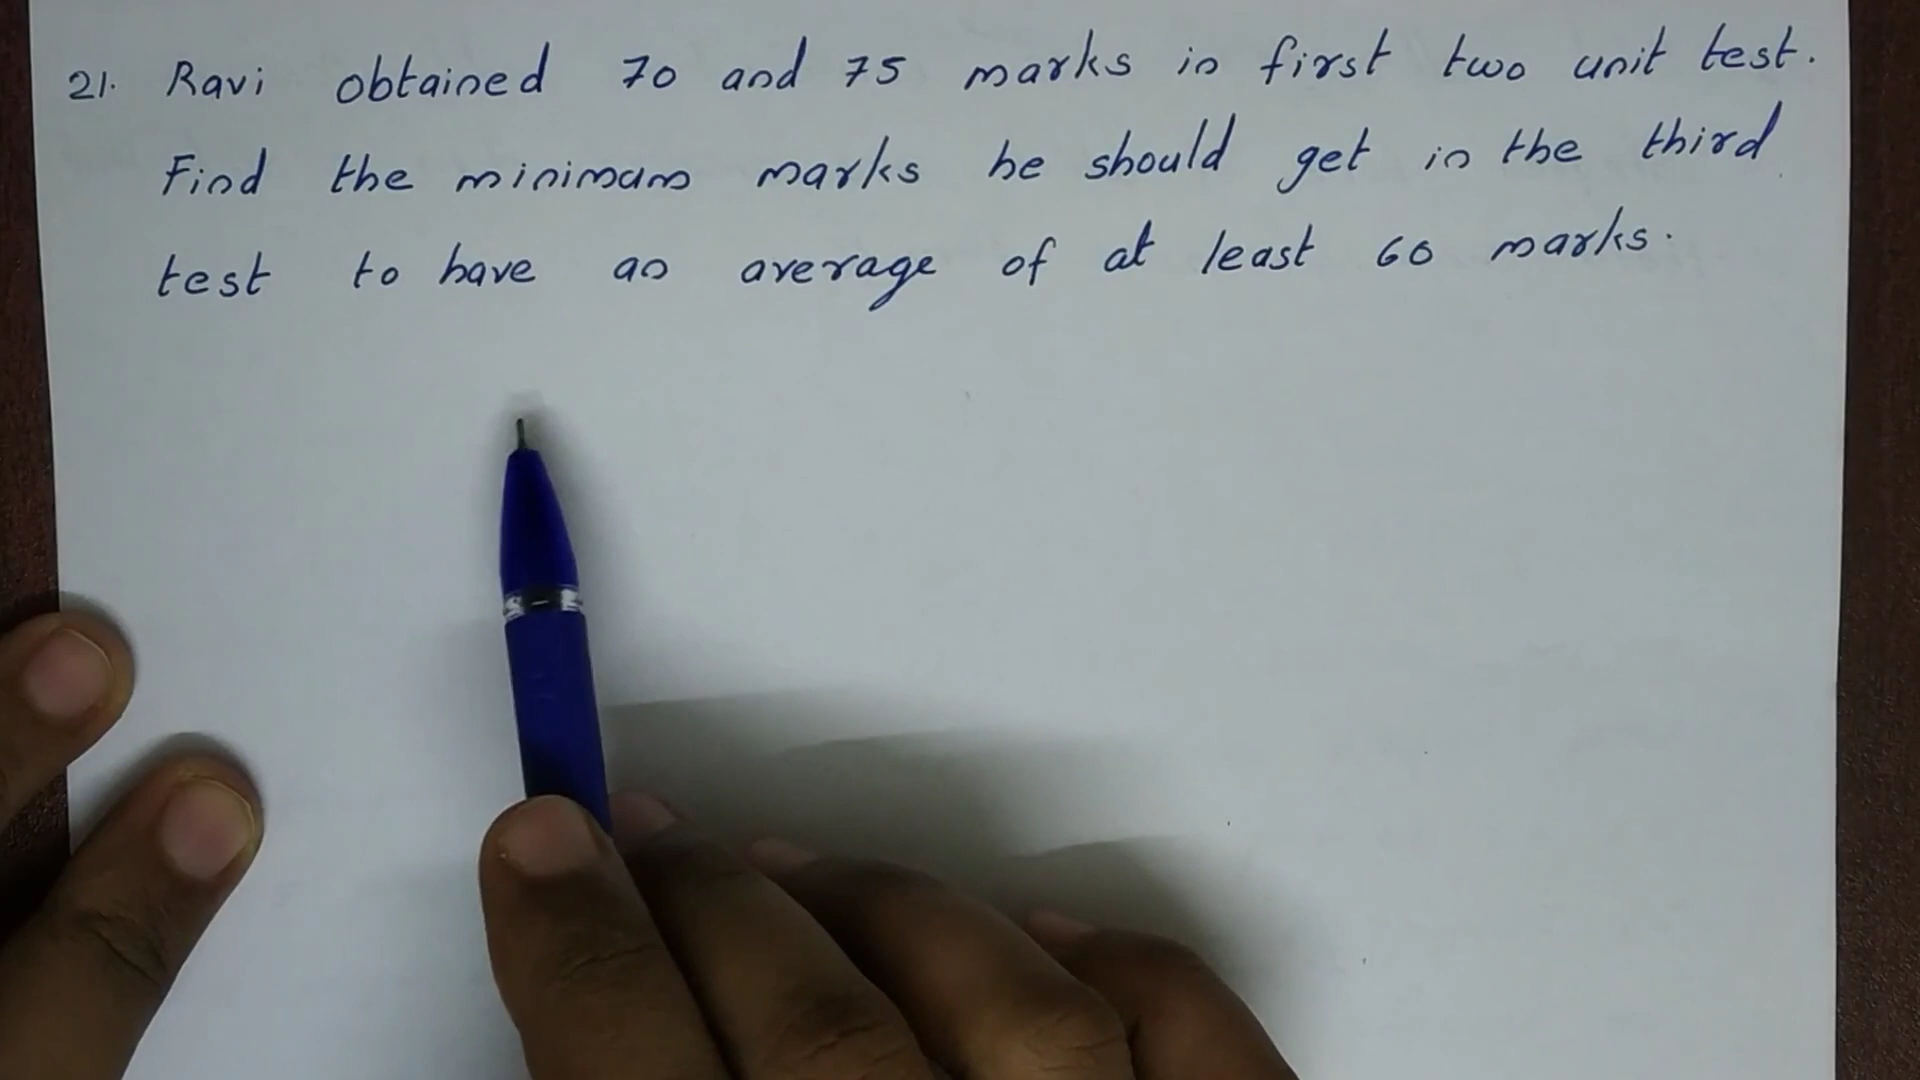 21. Ravi obtained 70 and 75 marks in first two unit test.
Find the minimum marks he should get in the third
test to have an average of at least 60 marks.